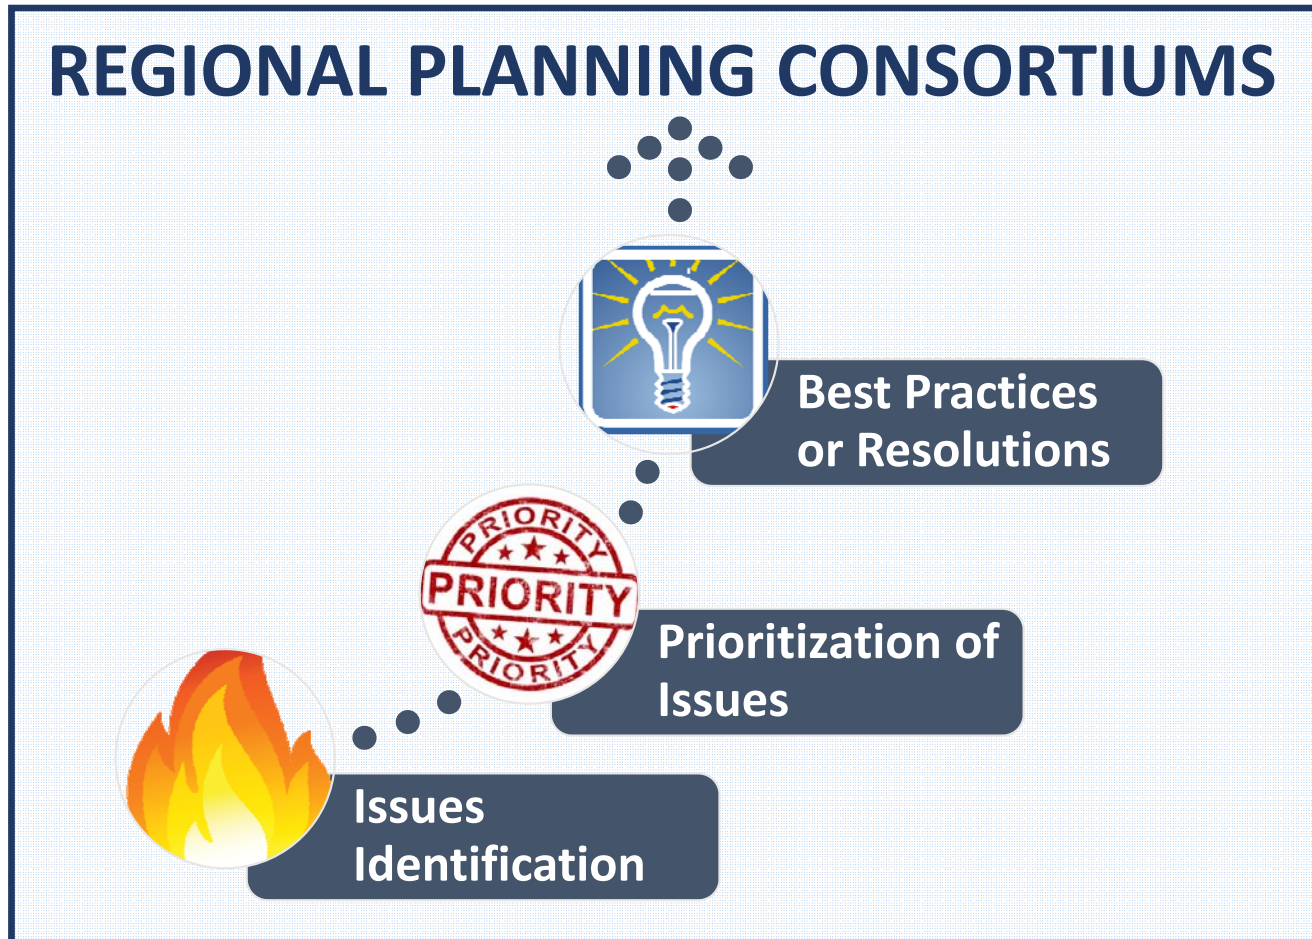 REGIONAL PLANNING CONSORTIUMS
Best Practices
or Resolutions
PRIORITY
PRIORITY
PRIORITY
Prioritization of
Issues
Issues
Identification